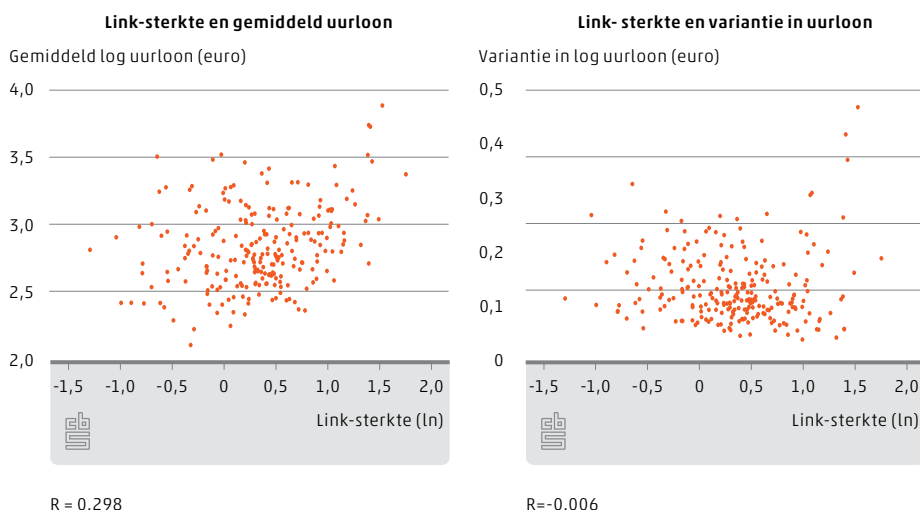 Link-sterkte en gemiddeld uurloon
Gemiddeld log uurloon (euro)
4,0
3,5
3,0
2,5
2,0
-1,5 -1,0 -0,5 0 0,5 1,0 1,5 2,0
Link-sterkte (ln)
cb
R = 0.298
Link- sterkte en variantie in uurloon
Variantie in log uurloon (euro)
0,5
0,4
0,3
0,2
0,1
0
-1,5 -1,0 -0,5 0 0,5 1,0 1,5 2,0
Link-sterkte (ln)
cb
R=-0.006